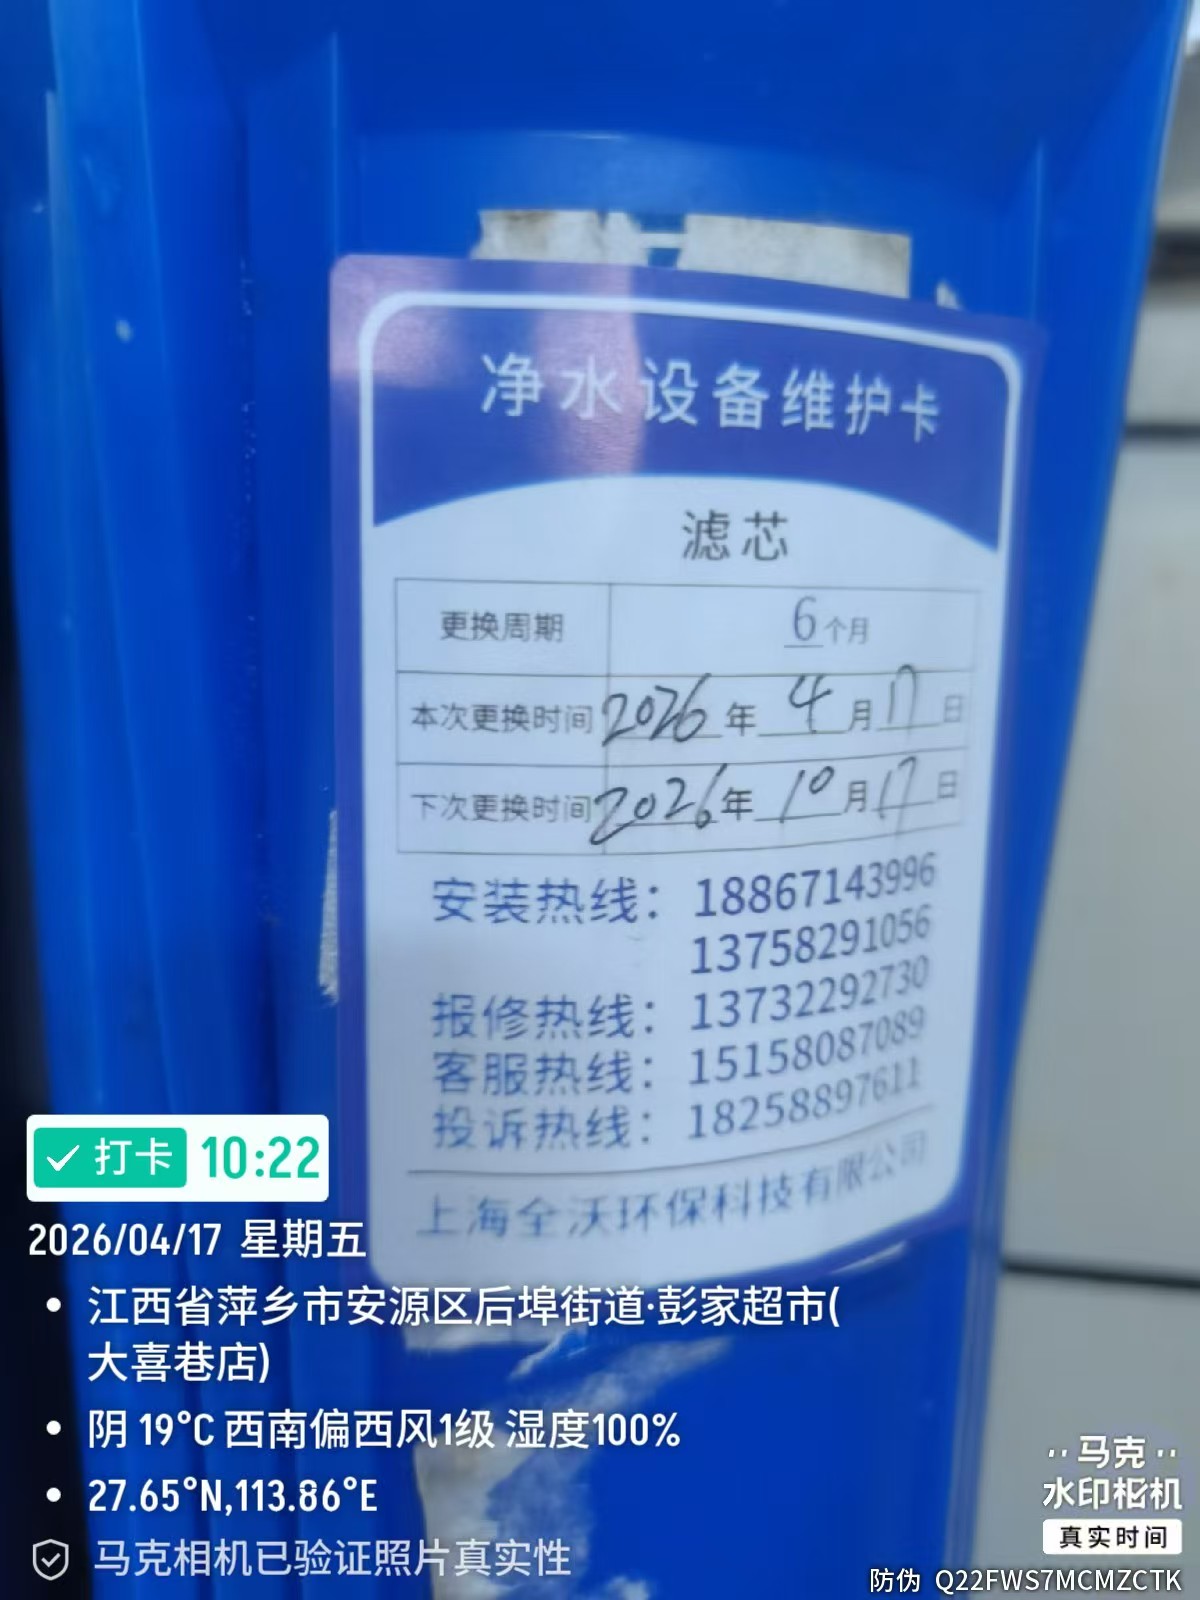 净水设备维护卡
滤芯
更换周期 6个月
本次更换时间 2026年4月17日
下次更换时间 2026年10月17日
安装热线：18867143996
13758291056
报修热线：13732292730
客服热线：15158087089
投诉热线：18258897611
上海全沃环保科技有限公司
打卡 10:22
2026/04/17 星期五
江西省萍乡市安源区后埠街道·彭家超市(
大喜巷店)
阴 19°C 西南偏西风1级 湿度100%
27.65°N,113.86°E
马克相机已验证照片真实性
马克
水印相机
真实时间
防伪 Q22FWS7MCMZCTK